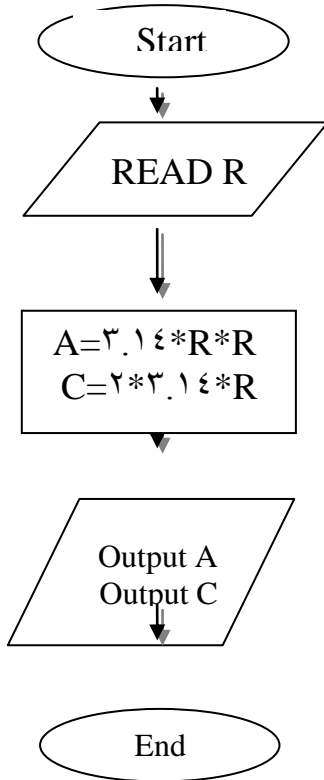 Start
READ R
A=٣.١٤*R*R
C=٢*٣.١٤*R
Output A
Output C
End